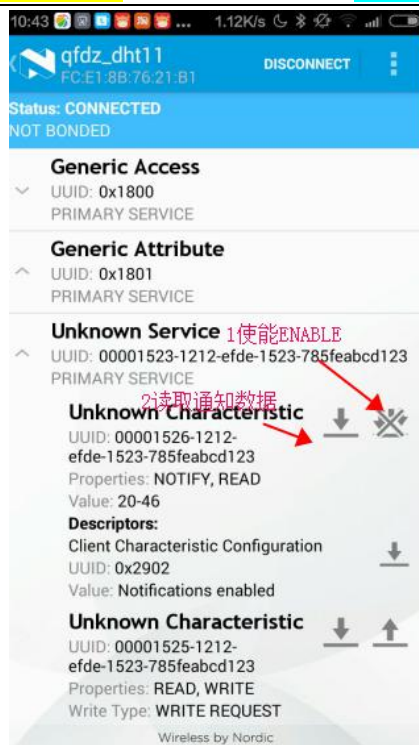 10:43 ... 1.12K/s
qfdz_dht11
FC:E1:8B:76:21:B1
DISCONNECT
Status: CONNECTED
NOT BONDED
Generic Access
UUID: 0x1800
PRIMARY SERVICE
Generic Attribute
UUID: 0x1801
PRIMARY SERVICE
Unknown Service 1使能ENABLE
UUID: 00001523-1212-efde-1523-785feabcd123
PRIMARY SERVICE
2读取通知数据
Unknown Characteristic
UUID: 00001526-1212-
efde-1523-785feabcd123
Properties: NOTIFY, READ
Value: 20-46
Descriptors:
Client Characteristic Configuration
UUID: 0x2902
Value: Notifications enabled
Unknown Characteristic
UUID: 00001525-1212-
efde-1523-785feabcd123
Properties: READ, WRITE
Write Type: WRITE REQUEST
Wireless by Nordic